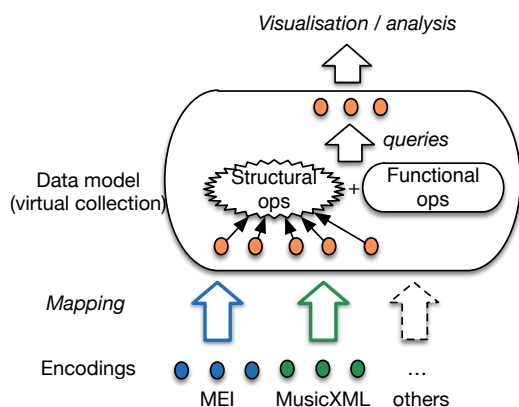 Visualisation / analysis
queries
Structural
ops
+
Functional
ops
Data model
(virtual collection)
Mapping
Encodings
...
MEI
MusicXML
others